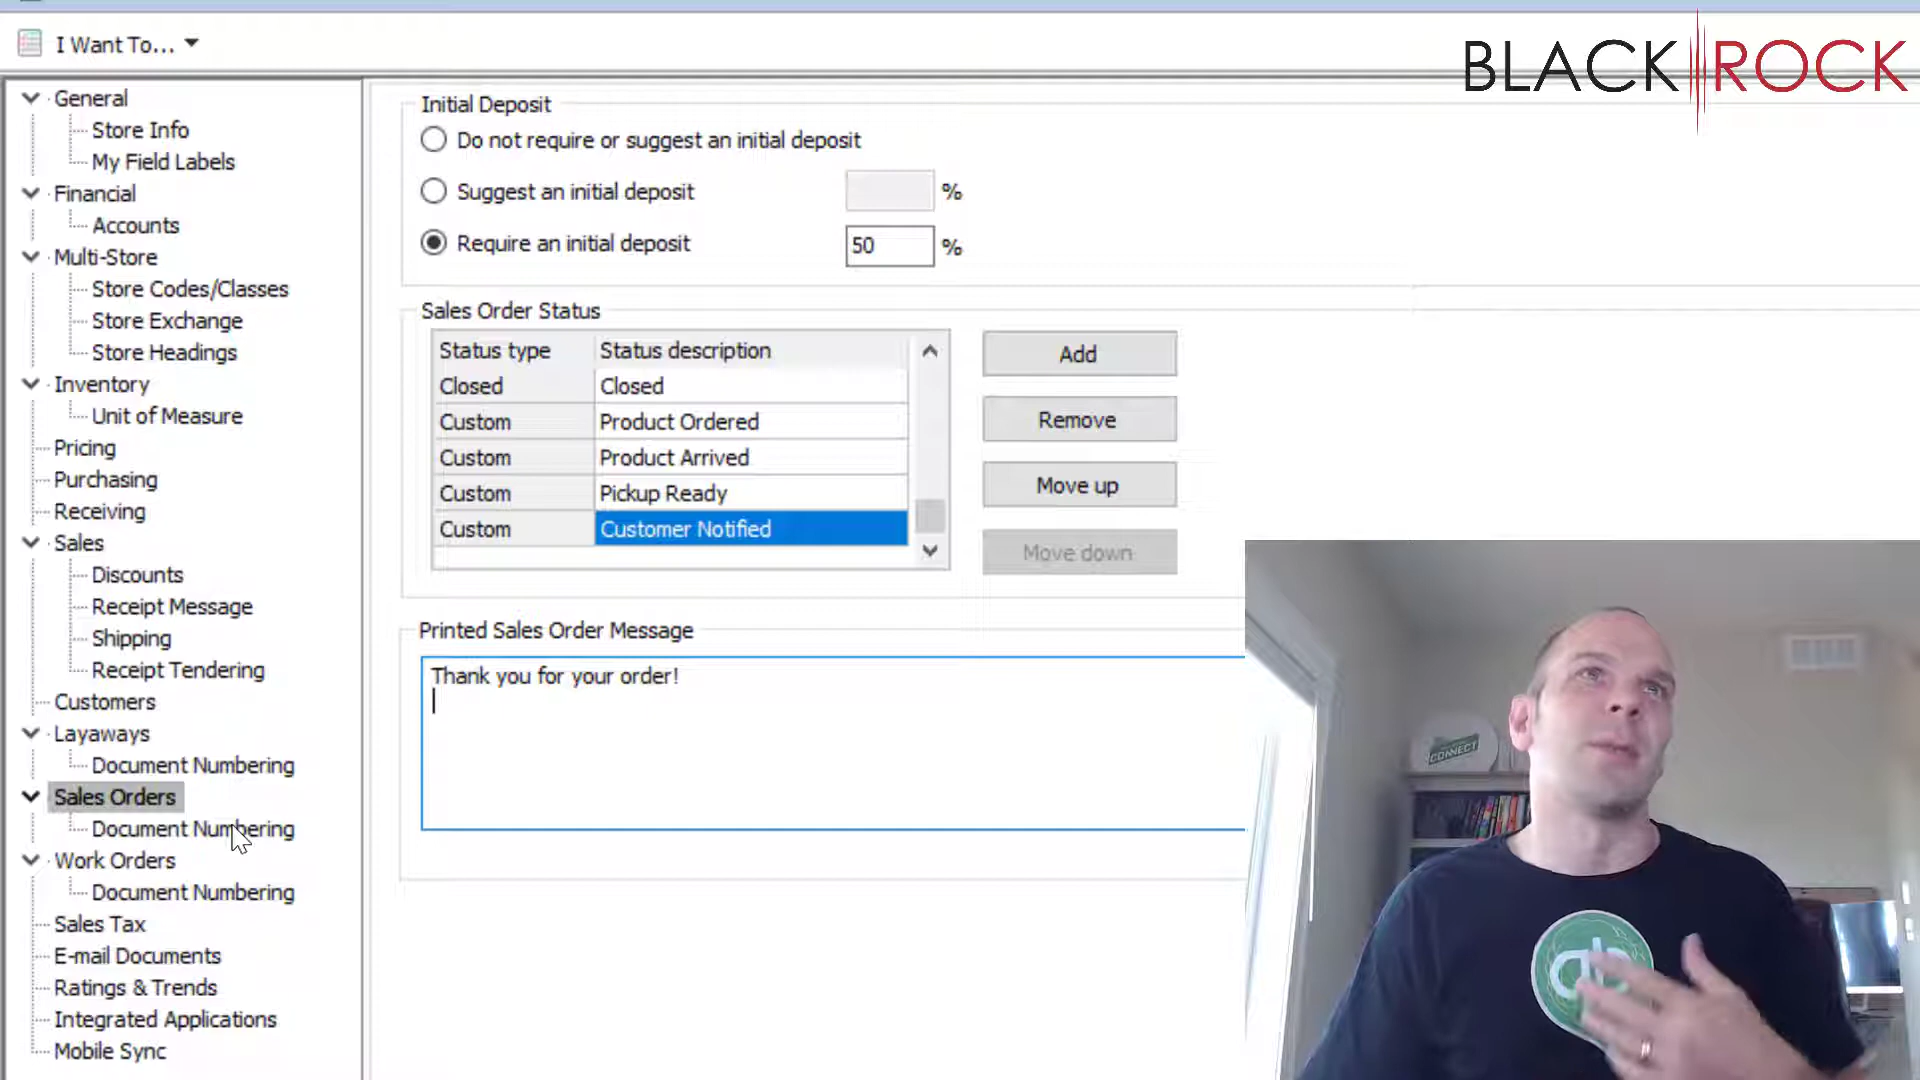 I Want To...
BLACK ROCK
General
Store Info
My Field Labels
Financial
Accounts
Multi-Store
Store Codes/Classes
Store Exchange
Store Headings
Inventory
Unit of Measure
Pricing
Purchasing
Receiving
Sales
Discounts
Receipt Message
Shipping
Receipt Tendering
Customers
Layaways
Document Numbering
Sales Orders
Document Numbering
Work Orders
Document Numbering
Sales Tax
E-mail Documents
Ratings & Trends
Integrated Applications
Mobile Sync
Initial Deposit
Do not require or suggest an initial deposit
Suggest an initial deposit %
Require an initial deposit 50 %
Sales Order Status
Status type Status description
Closed Closed
Custom Product Ordered
Custom Product Arrived
Custom Pickup Ready
Custom Customer Notified
Add
Remove
Move up
Move down
Printed Sales Order Message
Thank you for your order!
CONNECT
qb